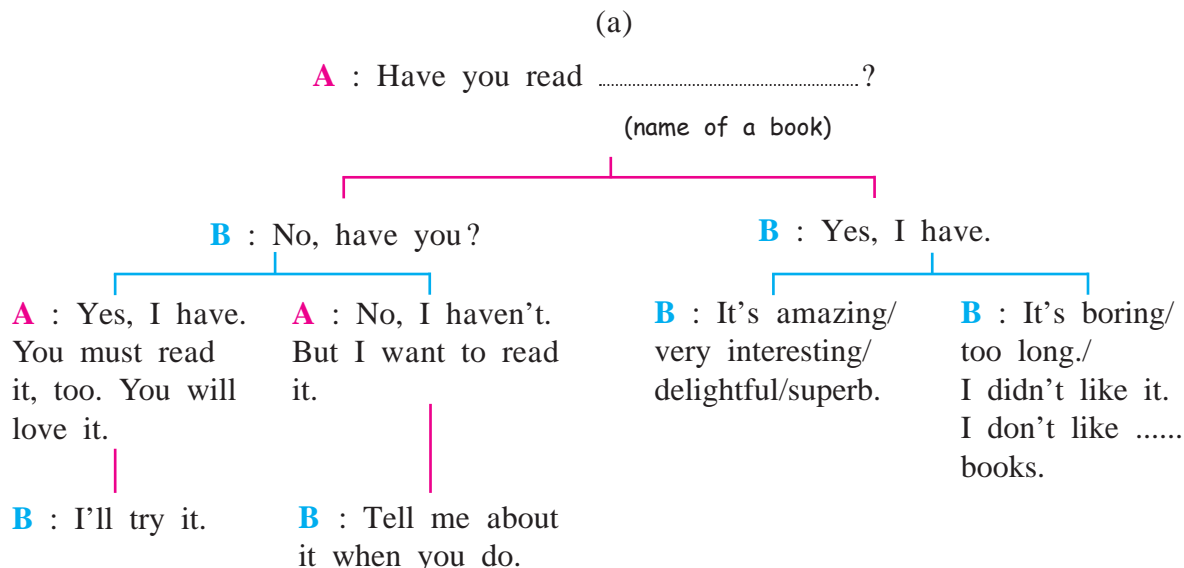 (a)
A : Have you read ..............................................?
(name of a book)
B : No, have you?
B : Yes, I have.
A : Yes, I have.
You must read
it, too. You will
love it.
B : I'll try it.
A : No, I haven't.
But I want to read
it.
B : Tell me about
it when you do.
B : It's amazing/
very interesting/
delightful/superb.
B : It's boring/
too long./
I didn't like it.
I don't like ......
books.